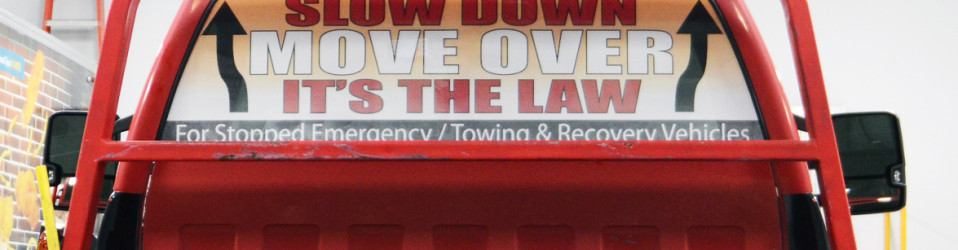 SLOW DOWN
MOVE OVER
IT'S THE LAW
For Stopped Emergency / Towing & Recovery Vehicles